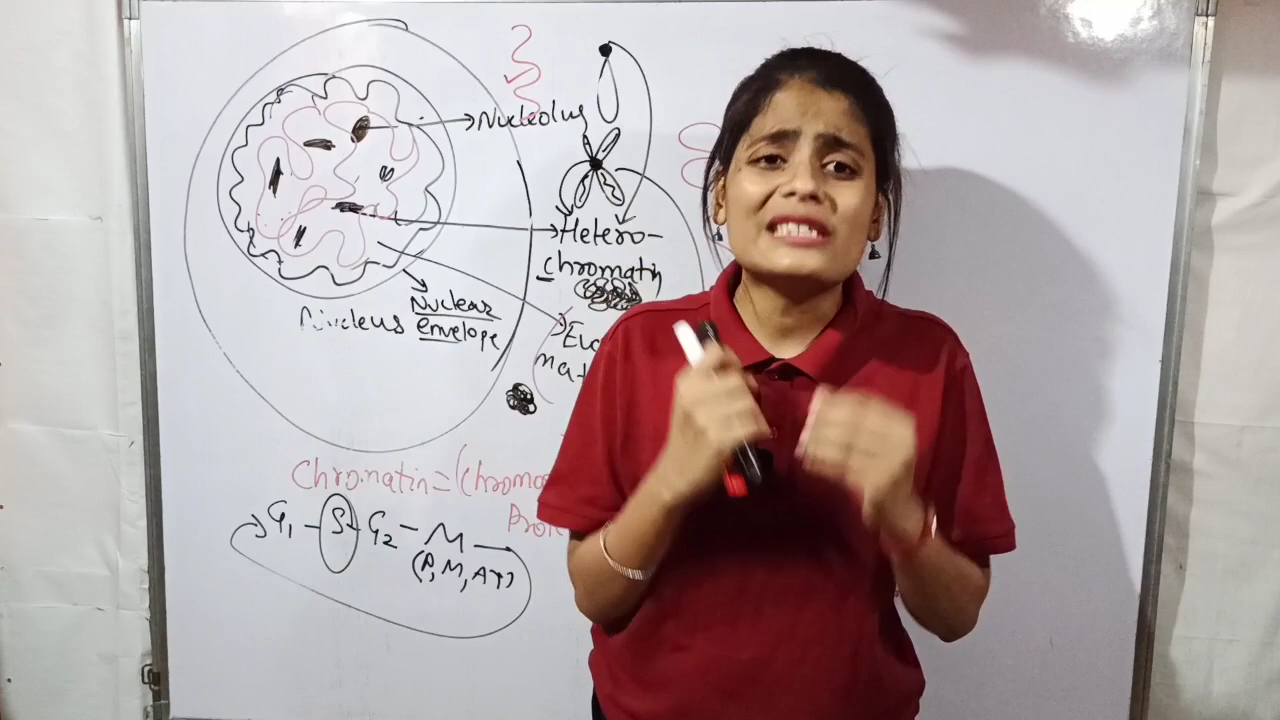 Nucleolus
Hetero-
chromatin
Nuclear
envelope
Nucleus
Chromatin = (Chromo
G1 - S - G2 - M
(P, M, A, T)